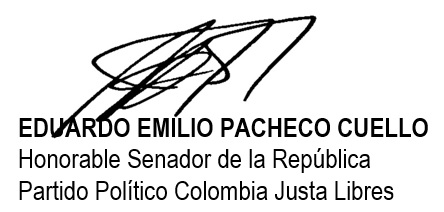 EDUARDO EMILIO PACHECO CUELLO
Honorable Senador de la República
Partido Político Colombia Justa Libres